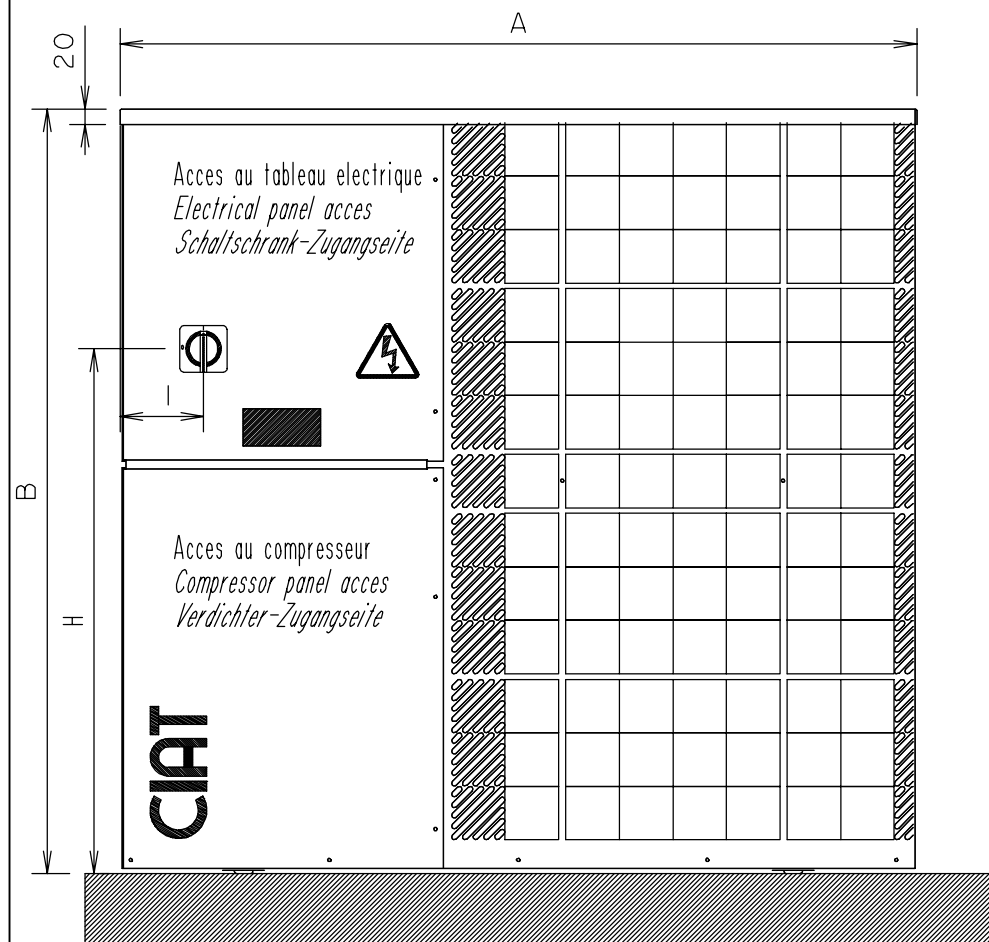 A
20
Acces au tableau electrique
Electrical panel acces
Schaltschrank-Zugangseite
I
B
Acces au compresseur
Compressor panel acces
Verdichter-Zugangseite
H
CIAT